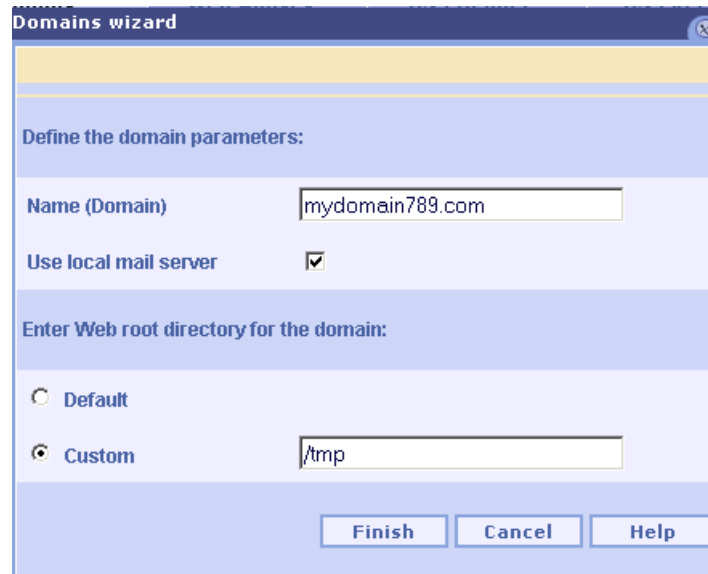 Domains wizard
Define the domain parameters:
Name (Domain) mydomain789.com
Use local mail server
Enter Web root directory for the domain:
Default
Custom /tmp
Finish Cancel Help